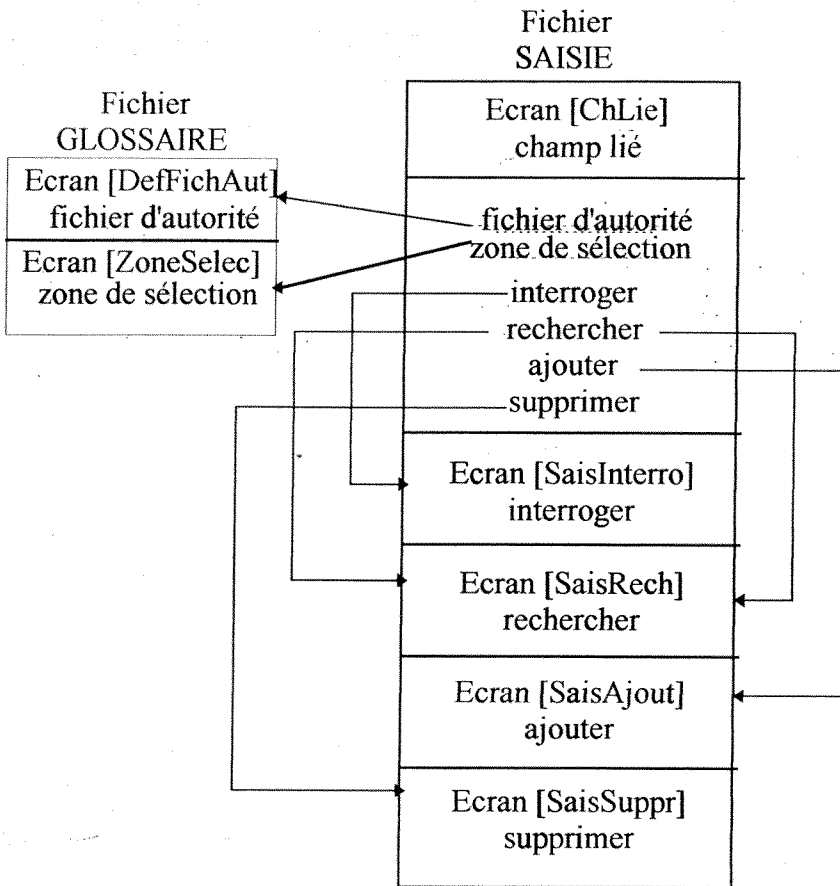 Fichier
SAISIE
Fichier
GLOSSAIRE
Ecran [DefFichAut]
fichier d'autorité
Ecran [ZoneSelec]
zone de sélection
Ecran [ChLie]
champ lié
fichier d'autorité
zone de sélection
interroger
rechercher
ajouter
supprimer
Ecran [SaisInterro]
interroger
Ecran [SaisRech]
rechercher
Ecran [SaisAjout]
ajouter
Ecran [SaisSuppr]
supprimer